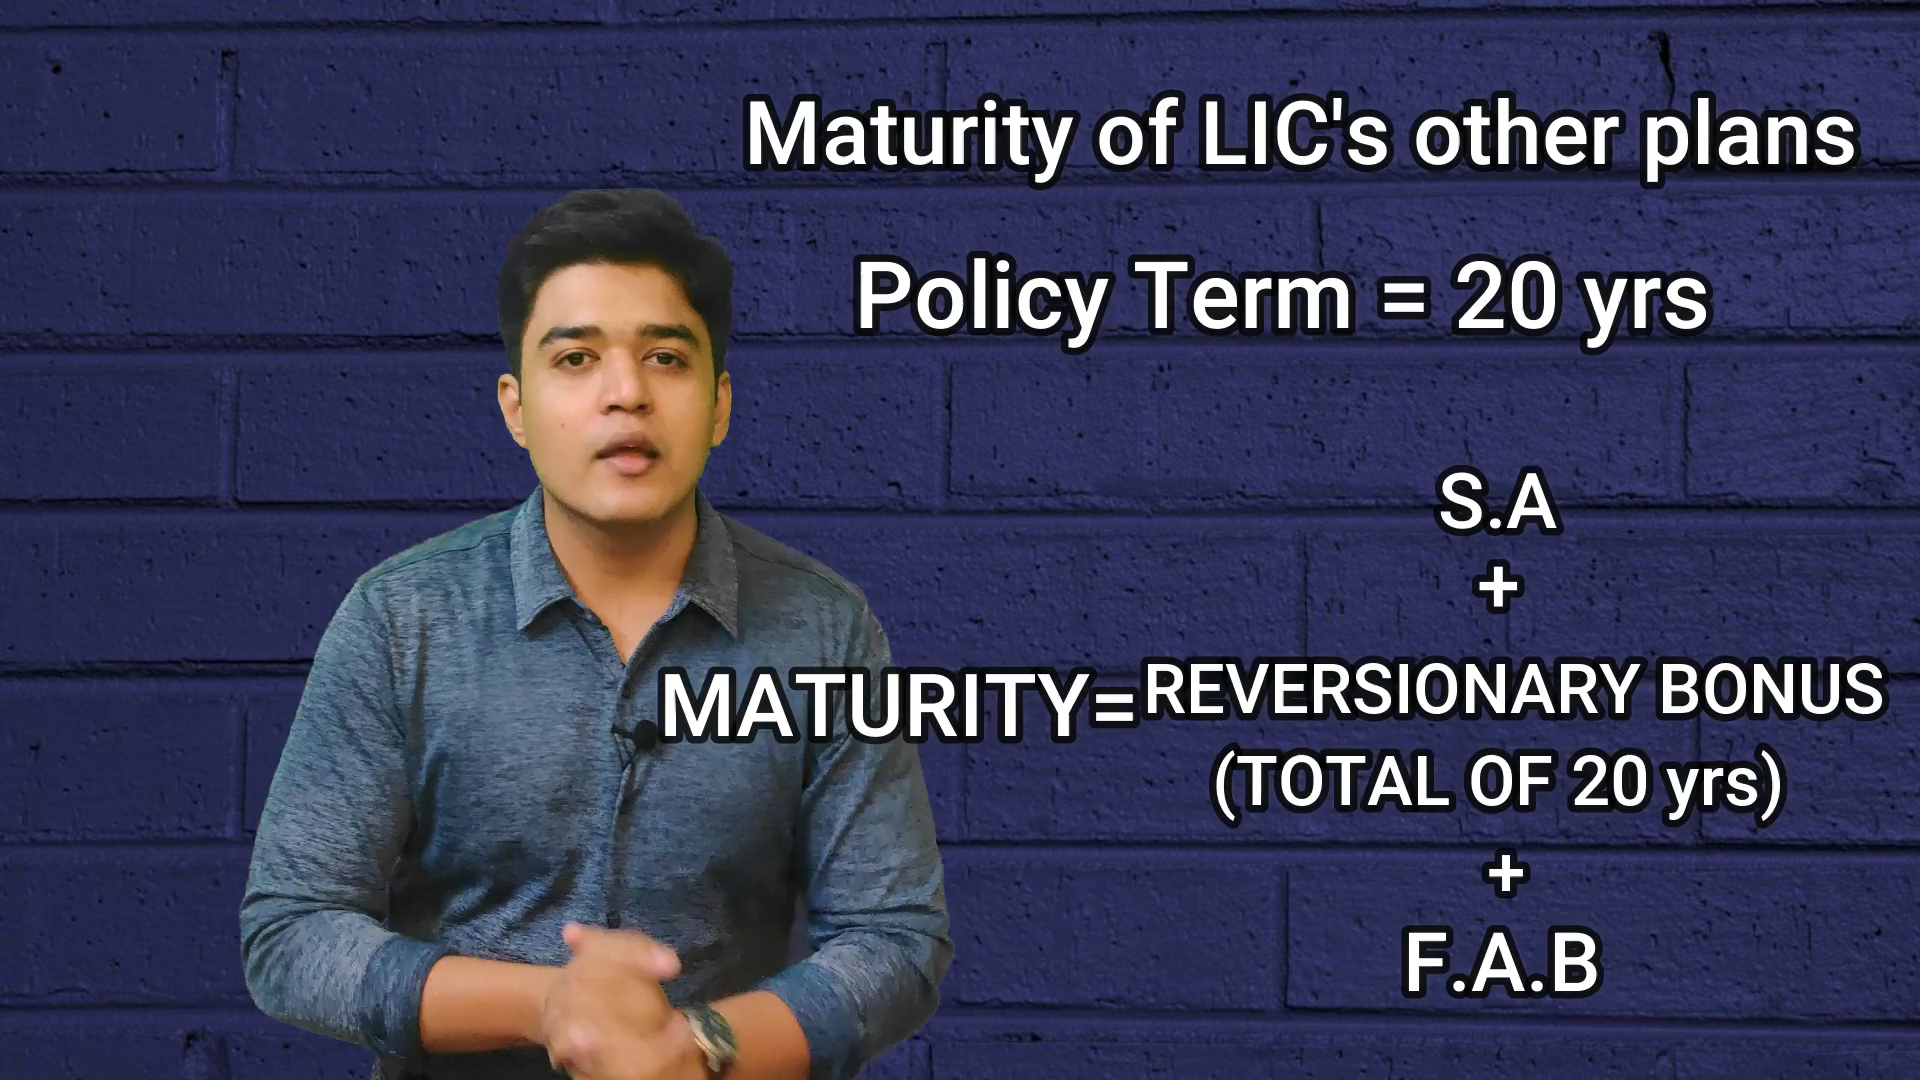 Maturity of LIC's other plans
Policy Term = 20 yrs
S.A
+
MATURITY=REVERSIONARY BONUS
(TOTAL OF 20 yrs)
+
F.A.B